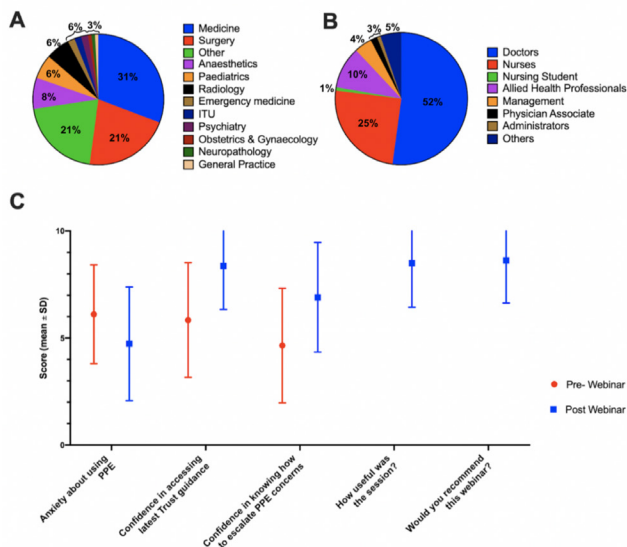 A
6%
3%
6%
6%
8%
31%
21%
21%
Medicine
Surgery
Other
Anaesthetics
Paediatrics
Radiology
Emergency medicine
ITU
Psychiatry
Obstetrics & Gynaecology
Neuropathology
General Practice
B
3%
5%
4%
10%
1%
52%
25%
Doctors
Nurses
Nursing Student
Allied Health Professionals
Management
Physician Associate
Administrators
Others
C
10
5
0
Score (mean ± SD)
Pre- Webinar
Post Webinar
Anxiety about using
PPE
Confidence in accessing
latest Trust guidance
Confidence in knowing how
to escalate PPE concerns
How useful was
the session?
Would you recommend
this webinar?